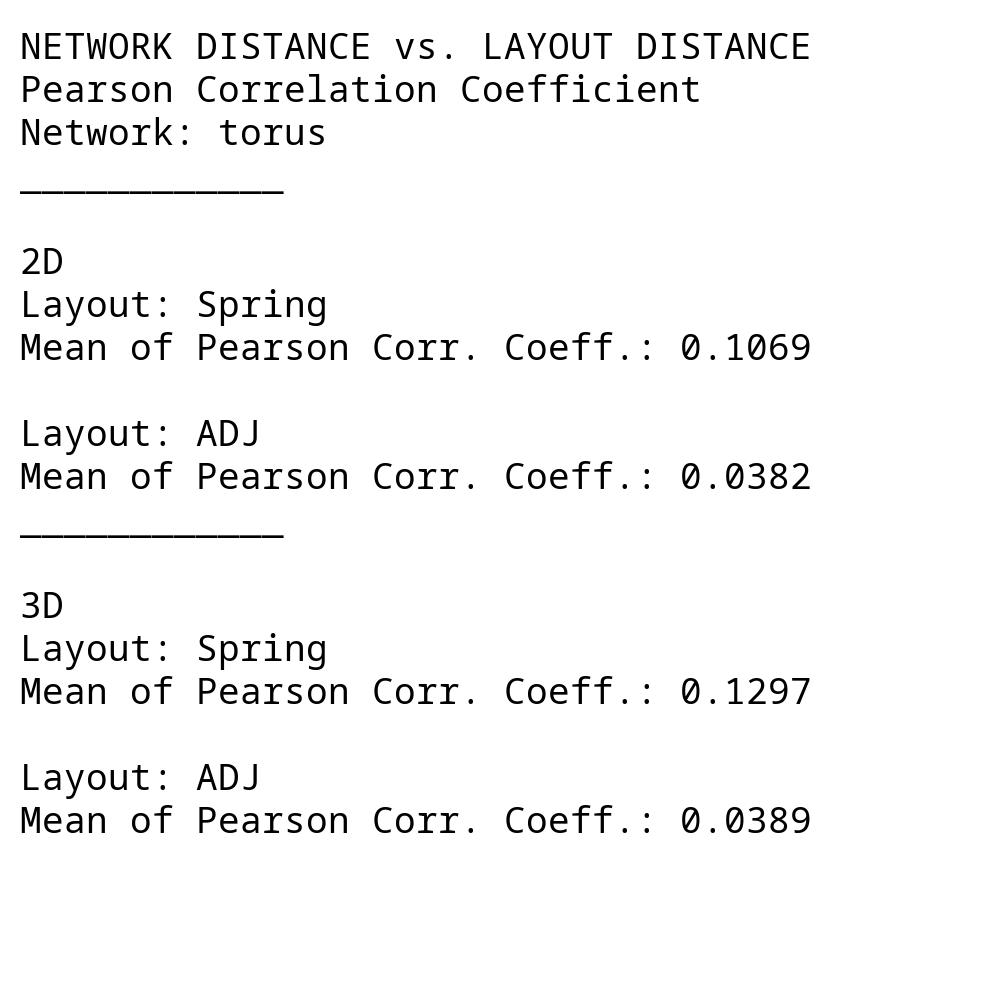 NETWORK DISTANCE vs. LAYOUT DISTANCE
Pearson Correlation Coefficient
Network: torus
____________
2D
Layout: Spring
Mean of Pearson Corr. Coeff.: 0.1069
Layout: ADJ
Mean of Pearson Corr. Coeff.: 0.0382
____________
3D
Layout: Spring
Mean of Pearson Corr. Coeff.: 0.1297
Layout: ADJ
Mean of Pearson Corr. Coeff.: 0.0389